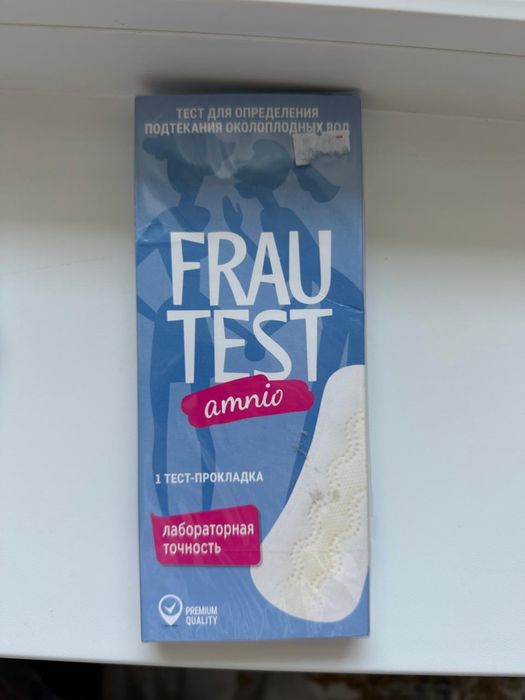 ТЕСТ ДЛЯ ОПРЕДЕЛЕНИЯ
ПОДТЕКАНИЯ ОКОЛОПЛОДНЫХ ВОД
FRAU
TEST
amnio
1 ТЕСТ-ПРОКЛАДКА
лабораторная
точность
PREMIUM
QUALITY